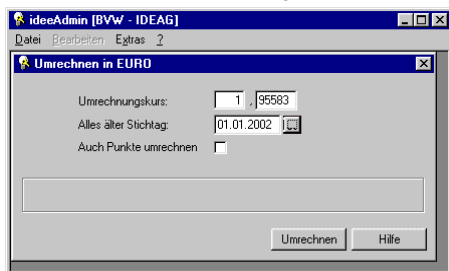 ideeAdmin [BVW - IDEAG]
Datei Bearbeiten Extras ?
Umrechnen in EURO
Umrechnungskurs: 1 , 95583
Alles älter Stichtag: 01.01.2002
Auch Punkte umrechnen
Umrechnen Hilfe